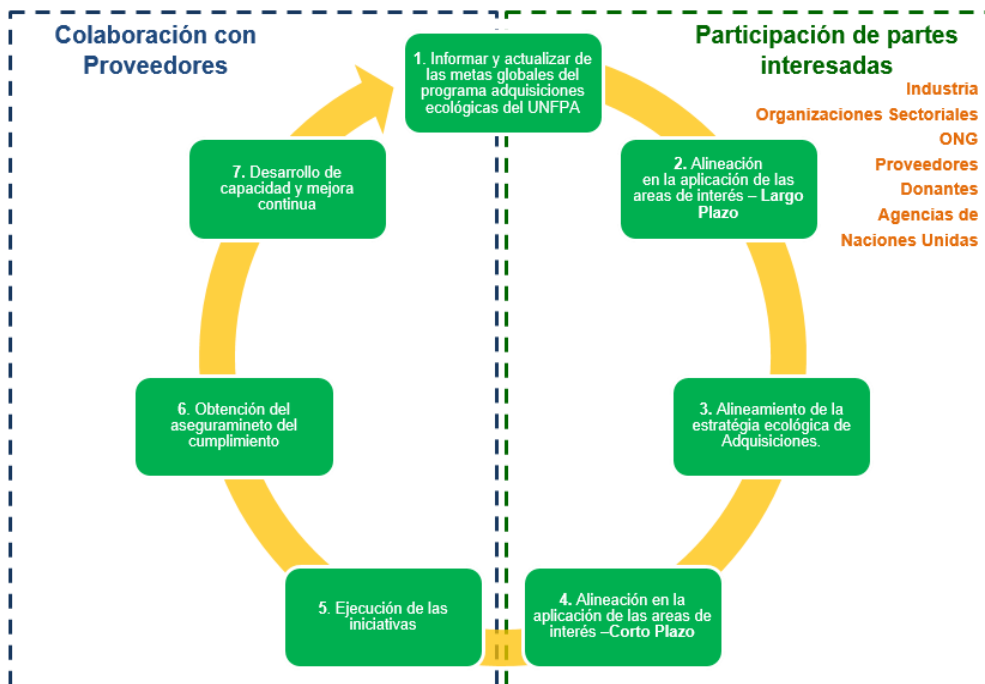 Colaboración con
Proveedores
Participación de partes
interesadas
Industria
Organizaciones Sectoriales
ONG
Proveedores
Donantes
Agencias de
Naciones Unidas
1. Informar y actualizar de
las metas globales del
programa adquisiciones
ecológicas del UNFPA
2. Alineación
en la aplicación de las
areas de interés – Largo
Plazo
3. Alineamiento de la
estratégia ecológica de
Adquisiciones.
4. Alineación en la
aplicación de las areas de
interés –Corto Plazo
5. Ejecución de las
iniciativas
6. Obtención del
aseguramineto del
cumplimiento
7. Desarrollo de
capacidad y mejora
continua